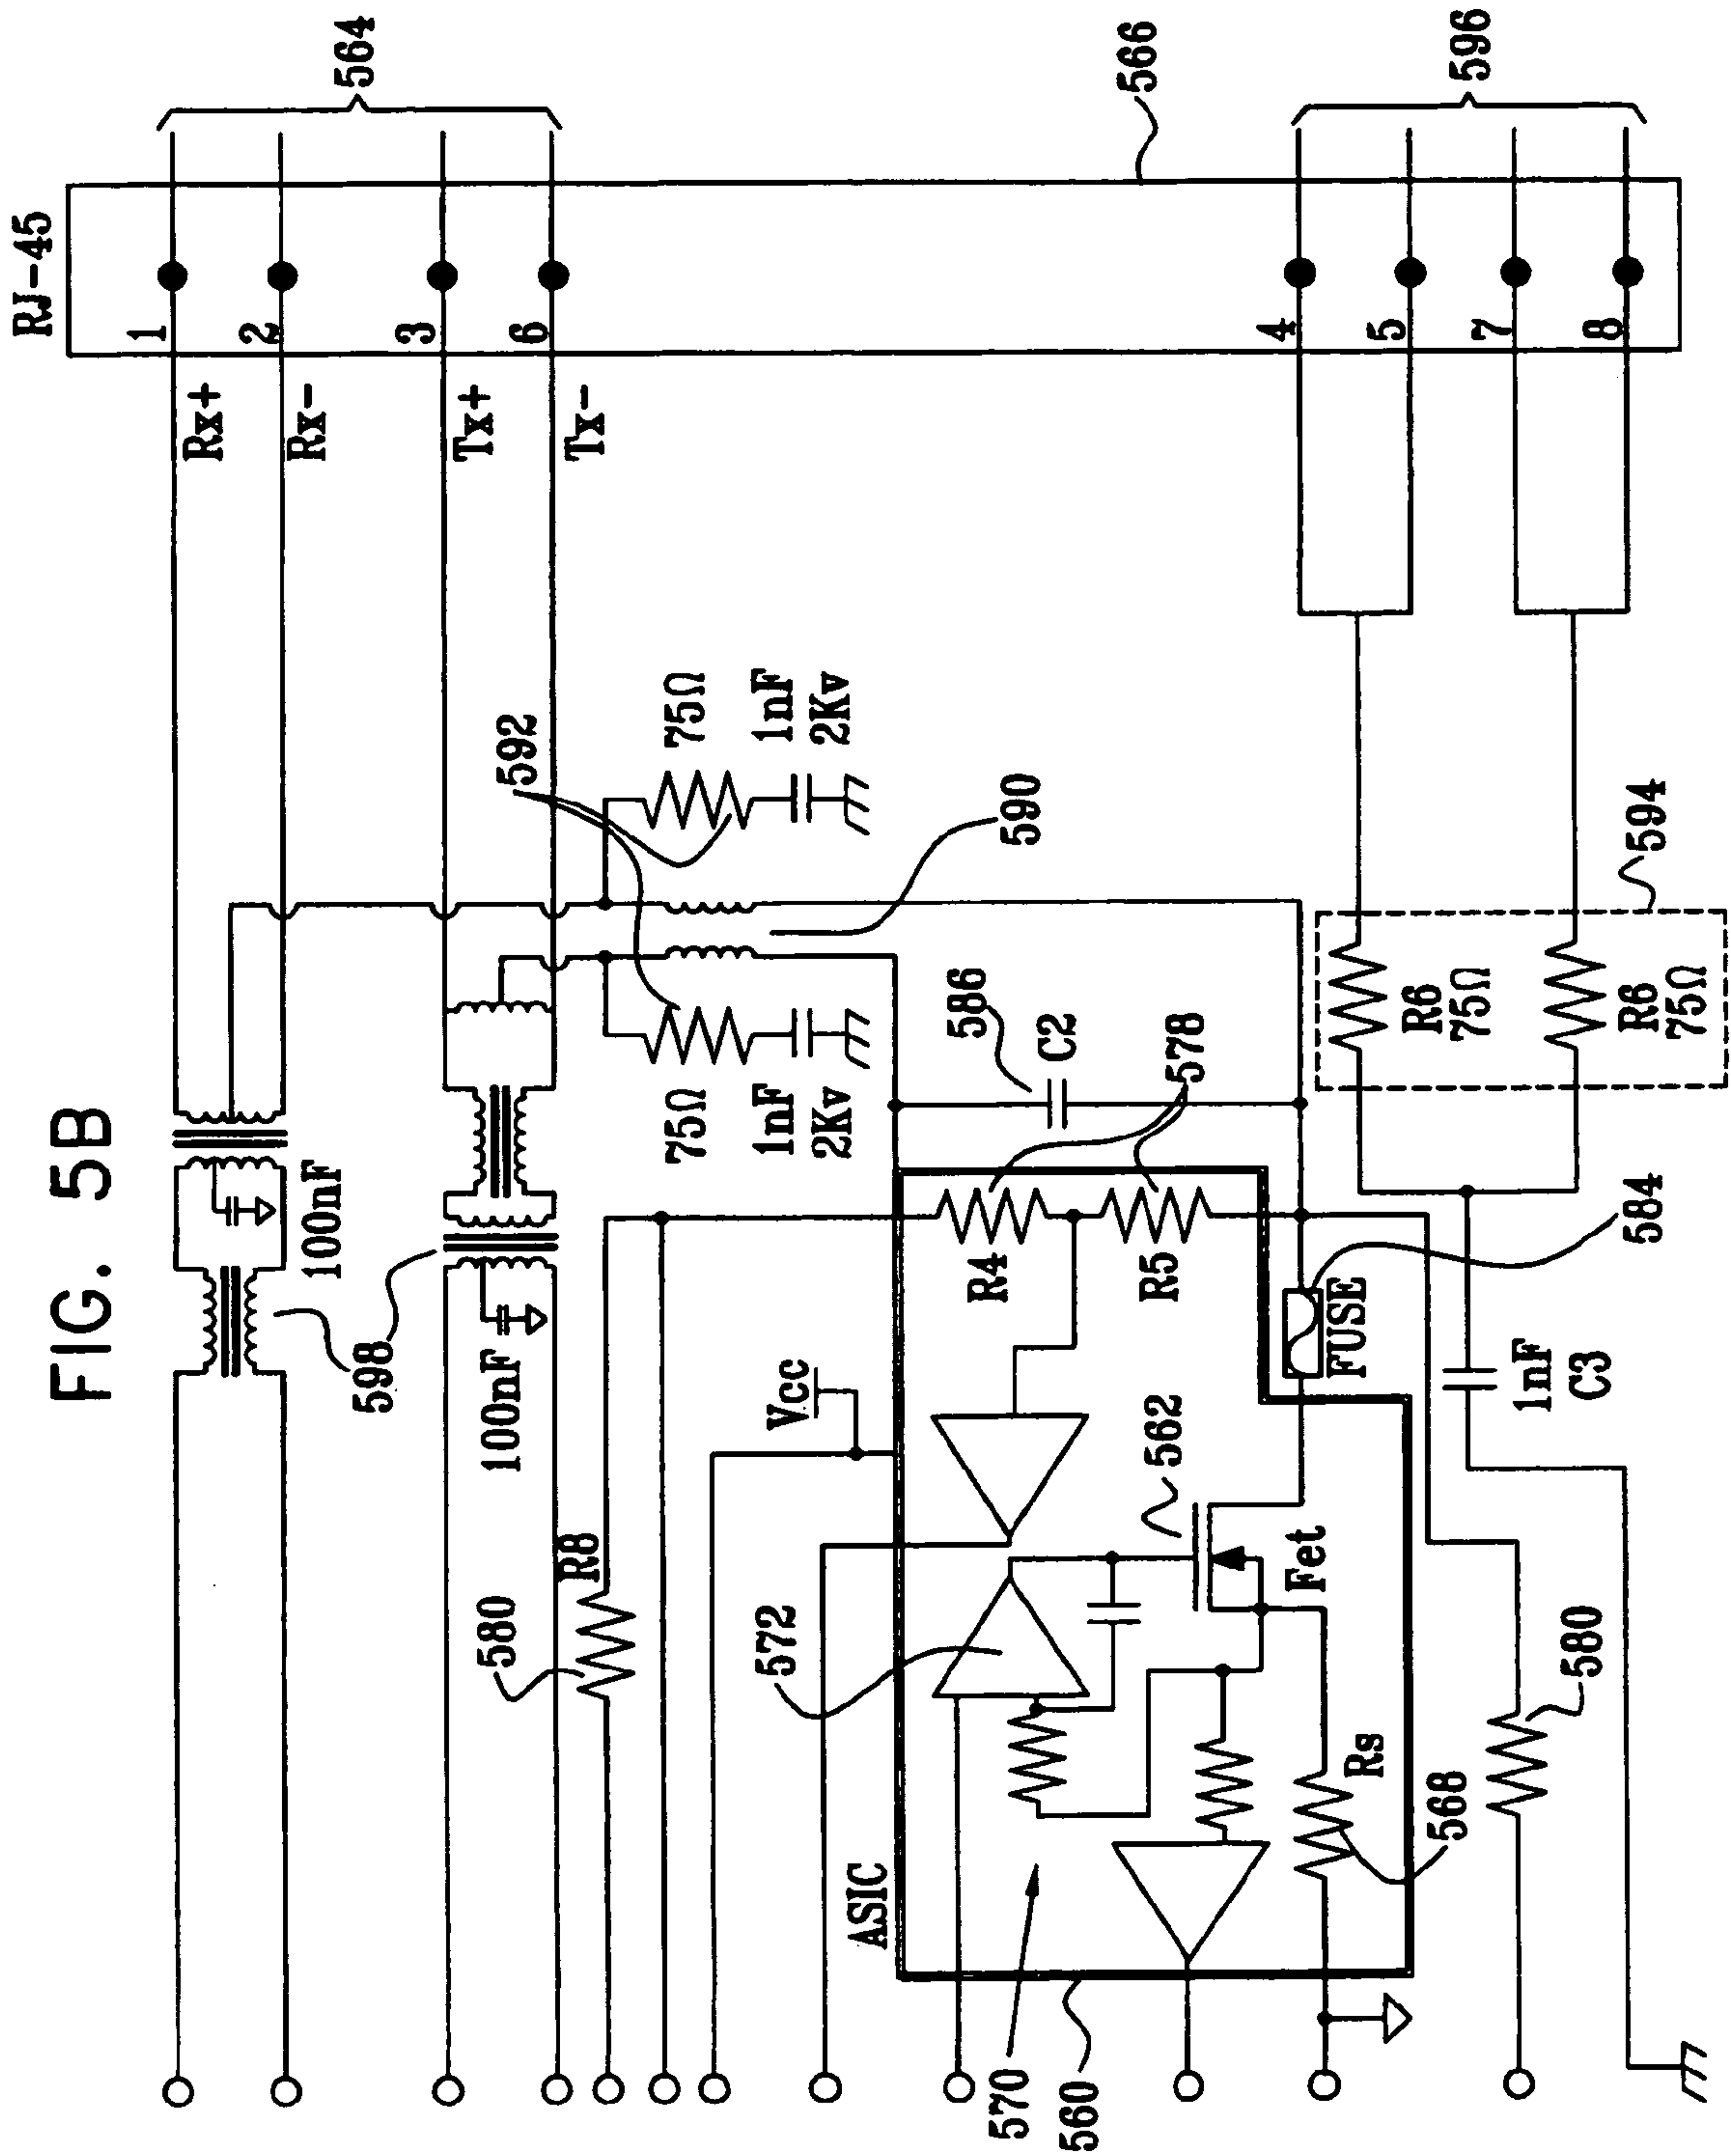 FIG. 5B
RJ-45
1
Rx+
2
Rx-
3
Tx+
6
Tx-
4
5
7
8
564
566
596
598
100nF
100nF
592
75Ω
1nF
2Kv
75Ω
1nF
2Kv
590
586
C2
578
594
R6
75Ω
R6
75Ω
580
R8
Vcc
R4
R5
584
FUSE
1nF
C3
572
562
Fet
ASIC
Rs
568
580
570
560